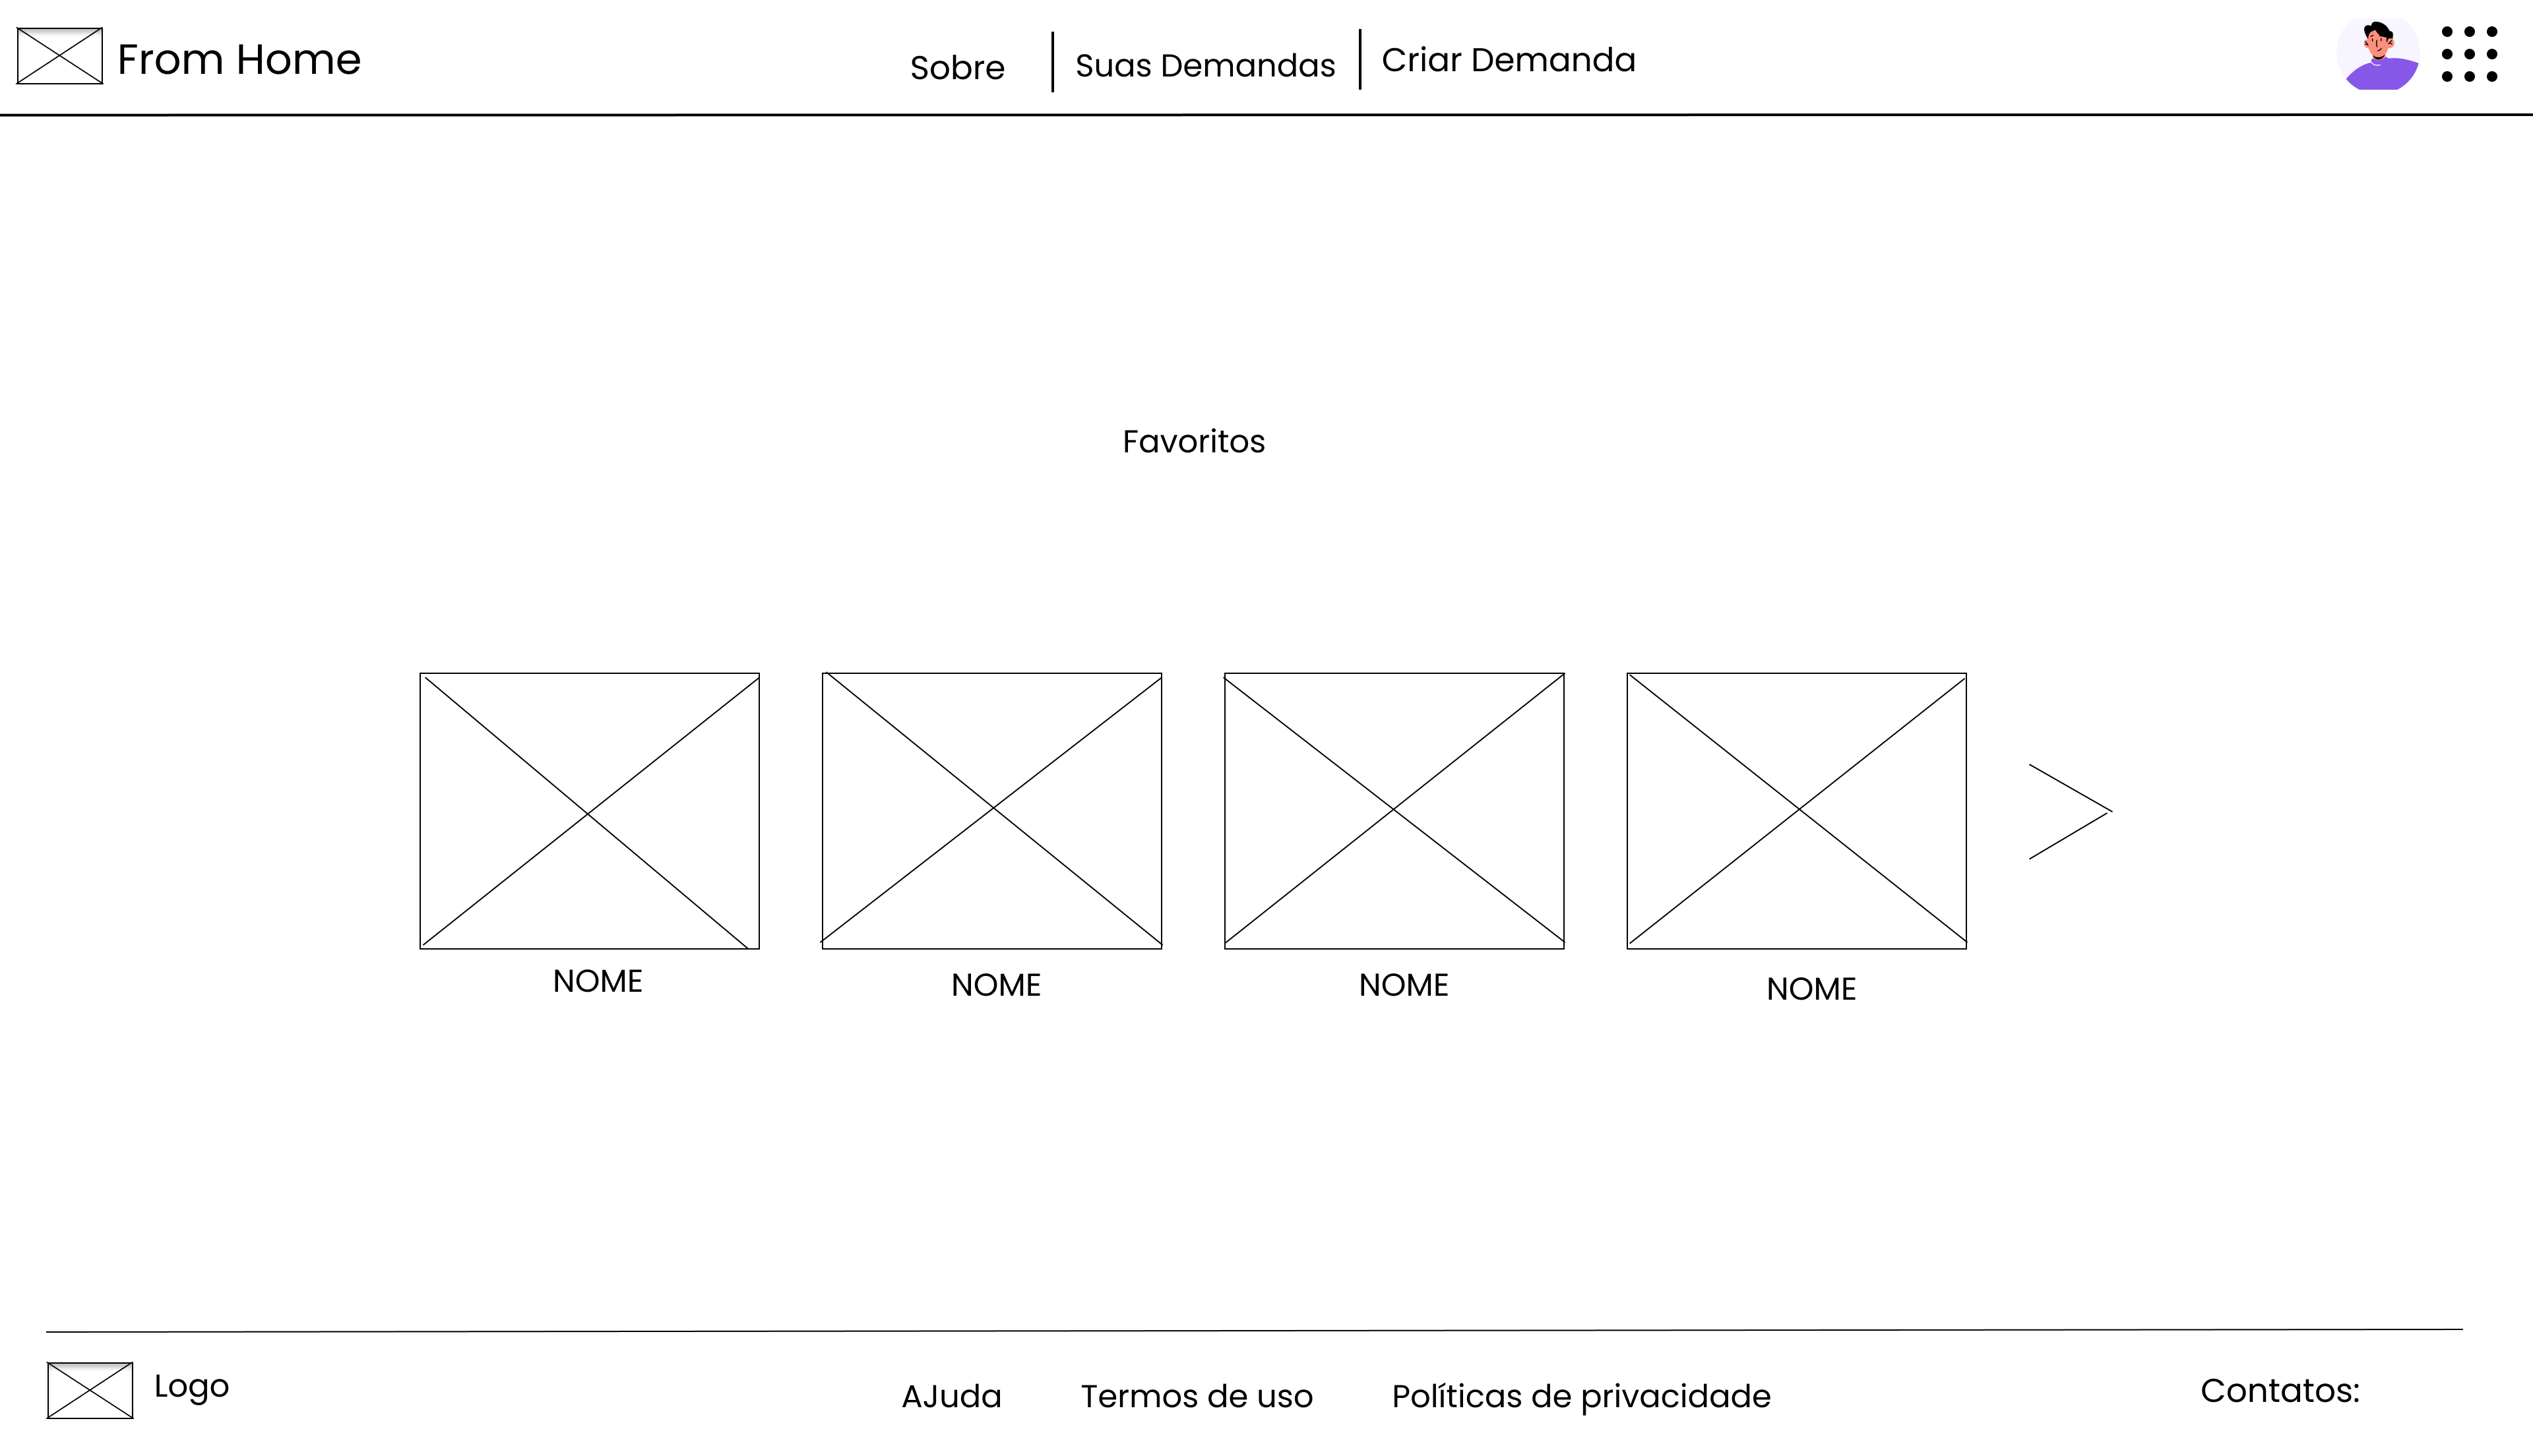 From Home
Sobre
Suas Demandas
Criar Demanda
Favoritos
NOME
NOME
NOME
NOME
Logo
AJuda
Termos de uso
Políticas de privacidade
Contatos: